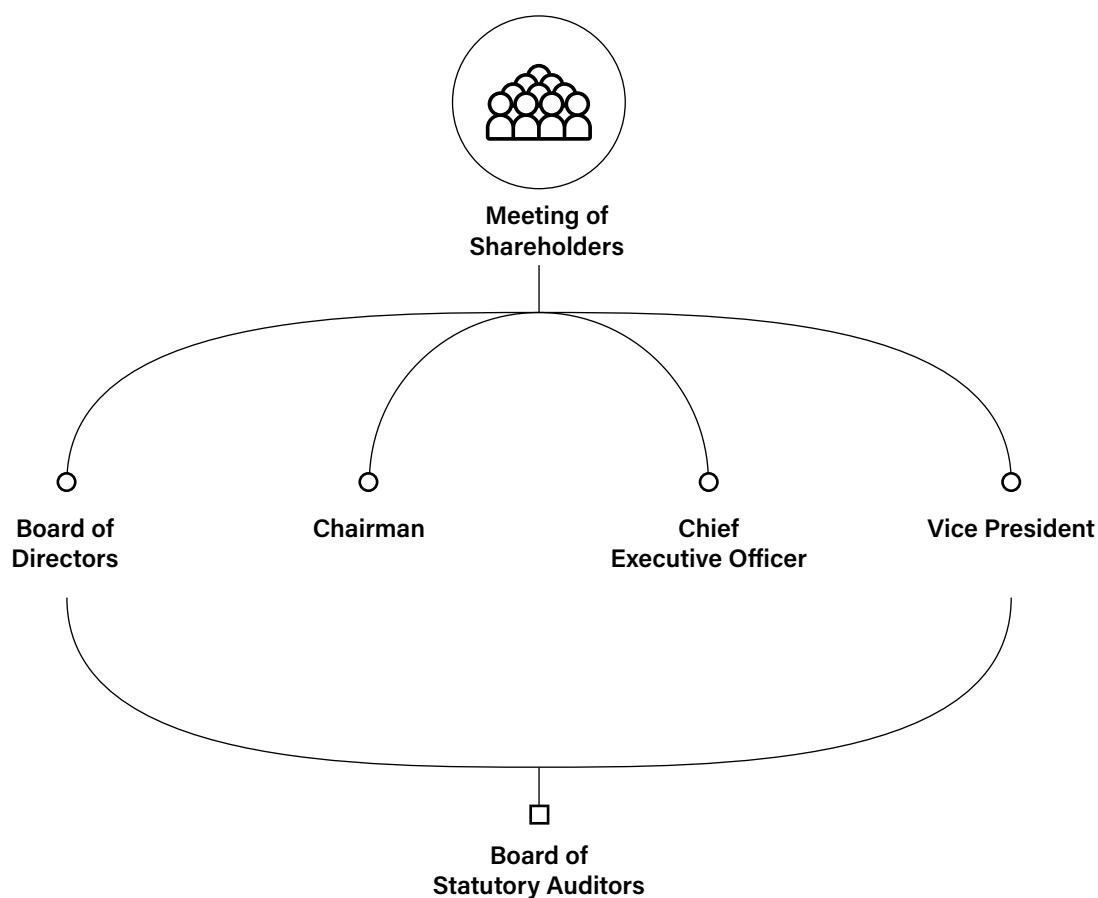 Meeting of
Shareholders
Board of
Directors
Chairman
Chief
Executive Officer
Vice President
Board of
Statutory Auditors